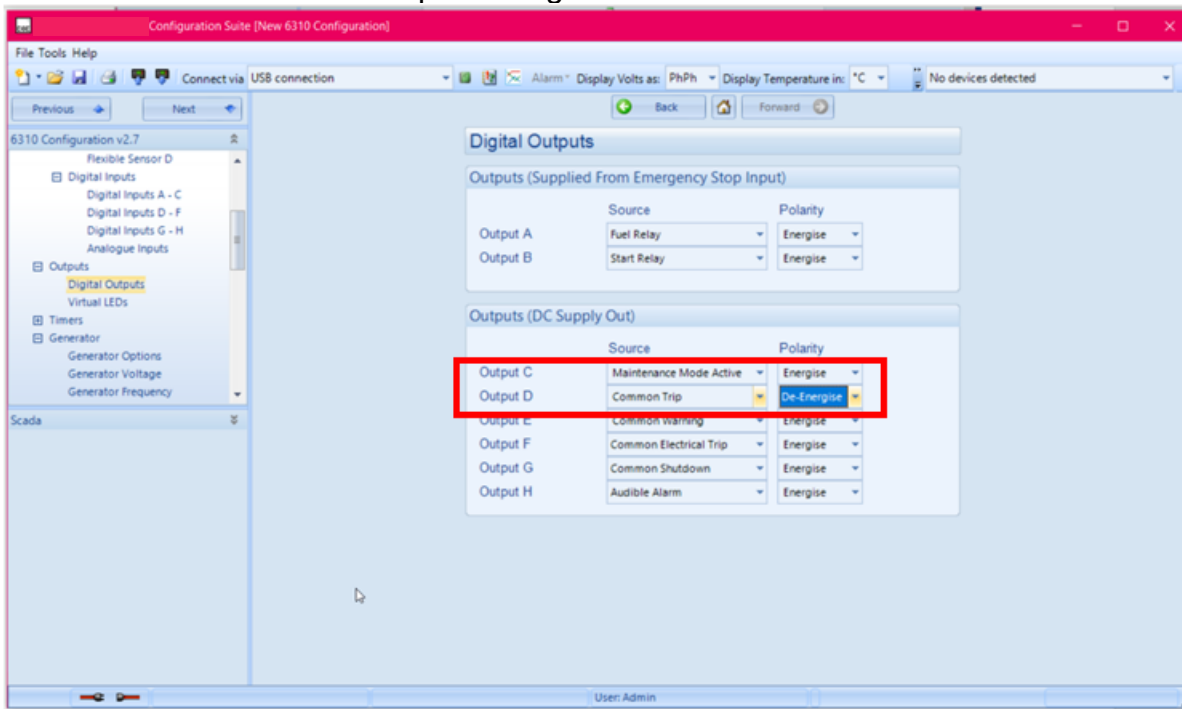 Configuration Suite [New 6310 Configuration]
File Tools Help
Connect via USB connection Alarm Display Volts as: PhPh Display Temperature in: °C No devices detected
Previous Next
Back Forward
6310 Configuration v2.7
Flexible Sensor D
Digital Inputs
Digital Inputs A - C
Digital Inputs D - F
Digital Inputs G - H
Analogue Inputs
Outputs
Digital Outputs
Virtual LEDs
Timers
Generator
Generator Options
Generator Voltage
Generator Frequency
Scada
Digital Outputs
Outputs (Supplied From Emergency Stop Input)
Source Polarity
Output A Fuel Relay Energise
Output B Start Relay Energise
Outputs (DC Supply Out)
Source Polarity
Output C Maintenance Mode Active Energise
Output D Common Trip De-Energise
Output E Common Warning Energise
Output F Common Electrical Trip Energise
Output G Common Shutdown Energise
Output H Audible Alarm Energise
User: Admin